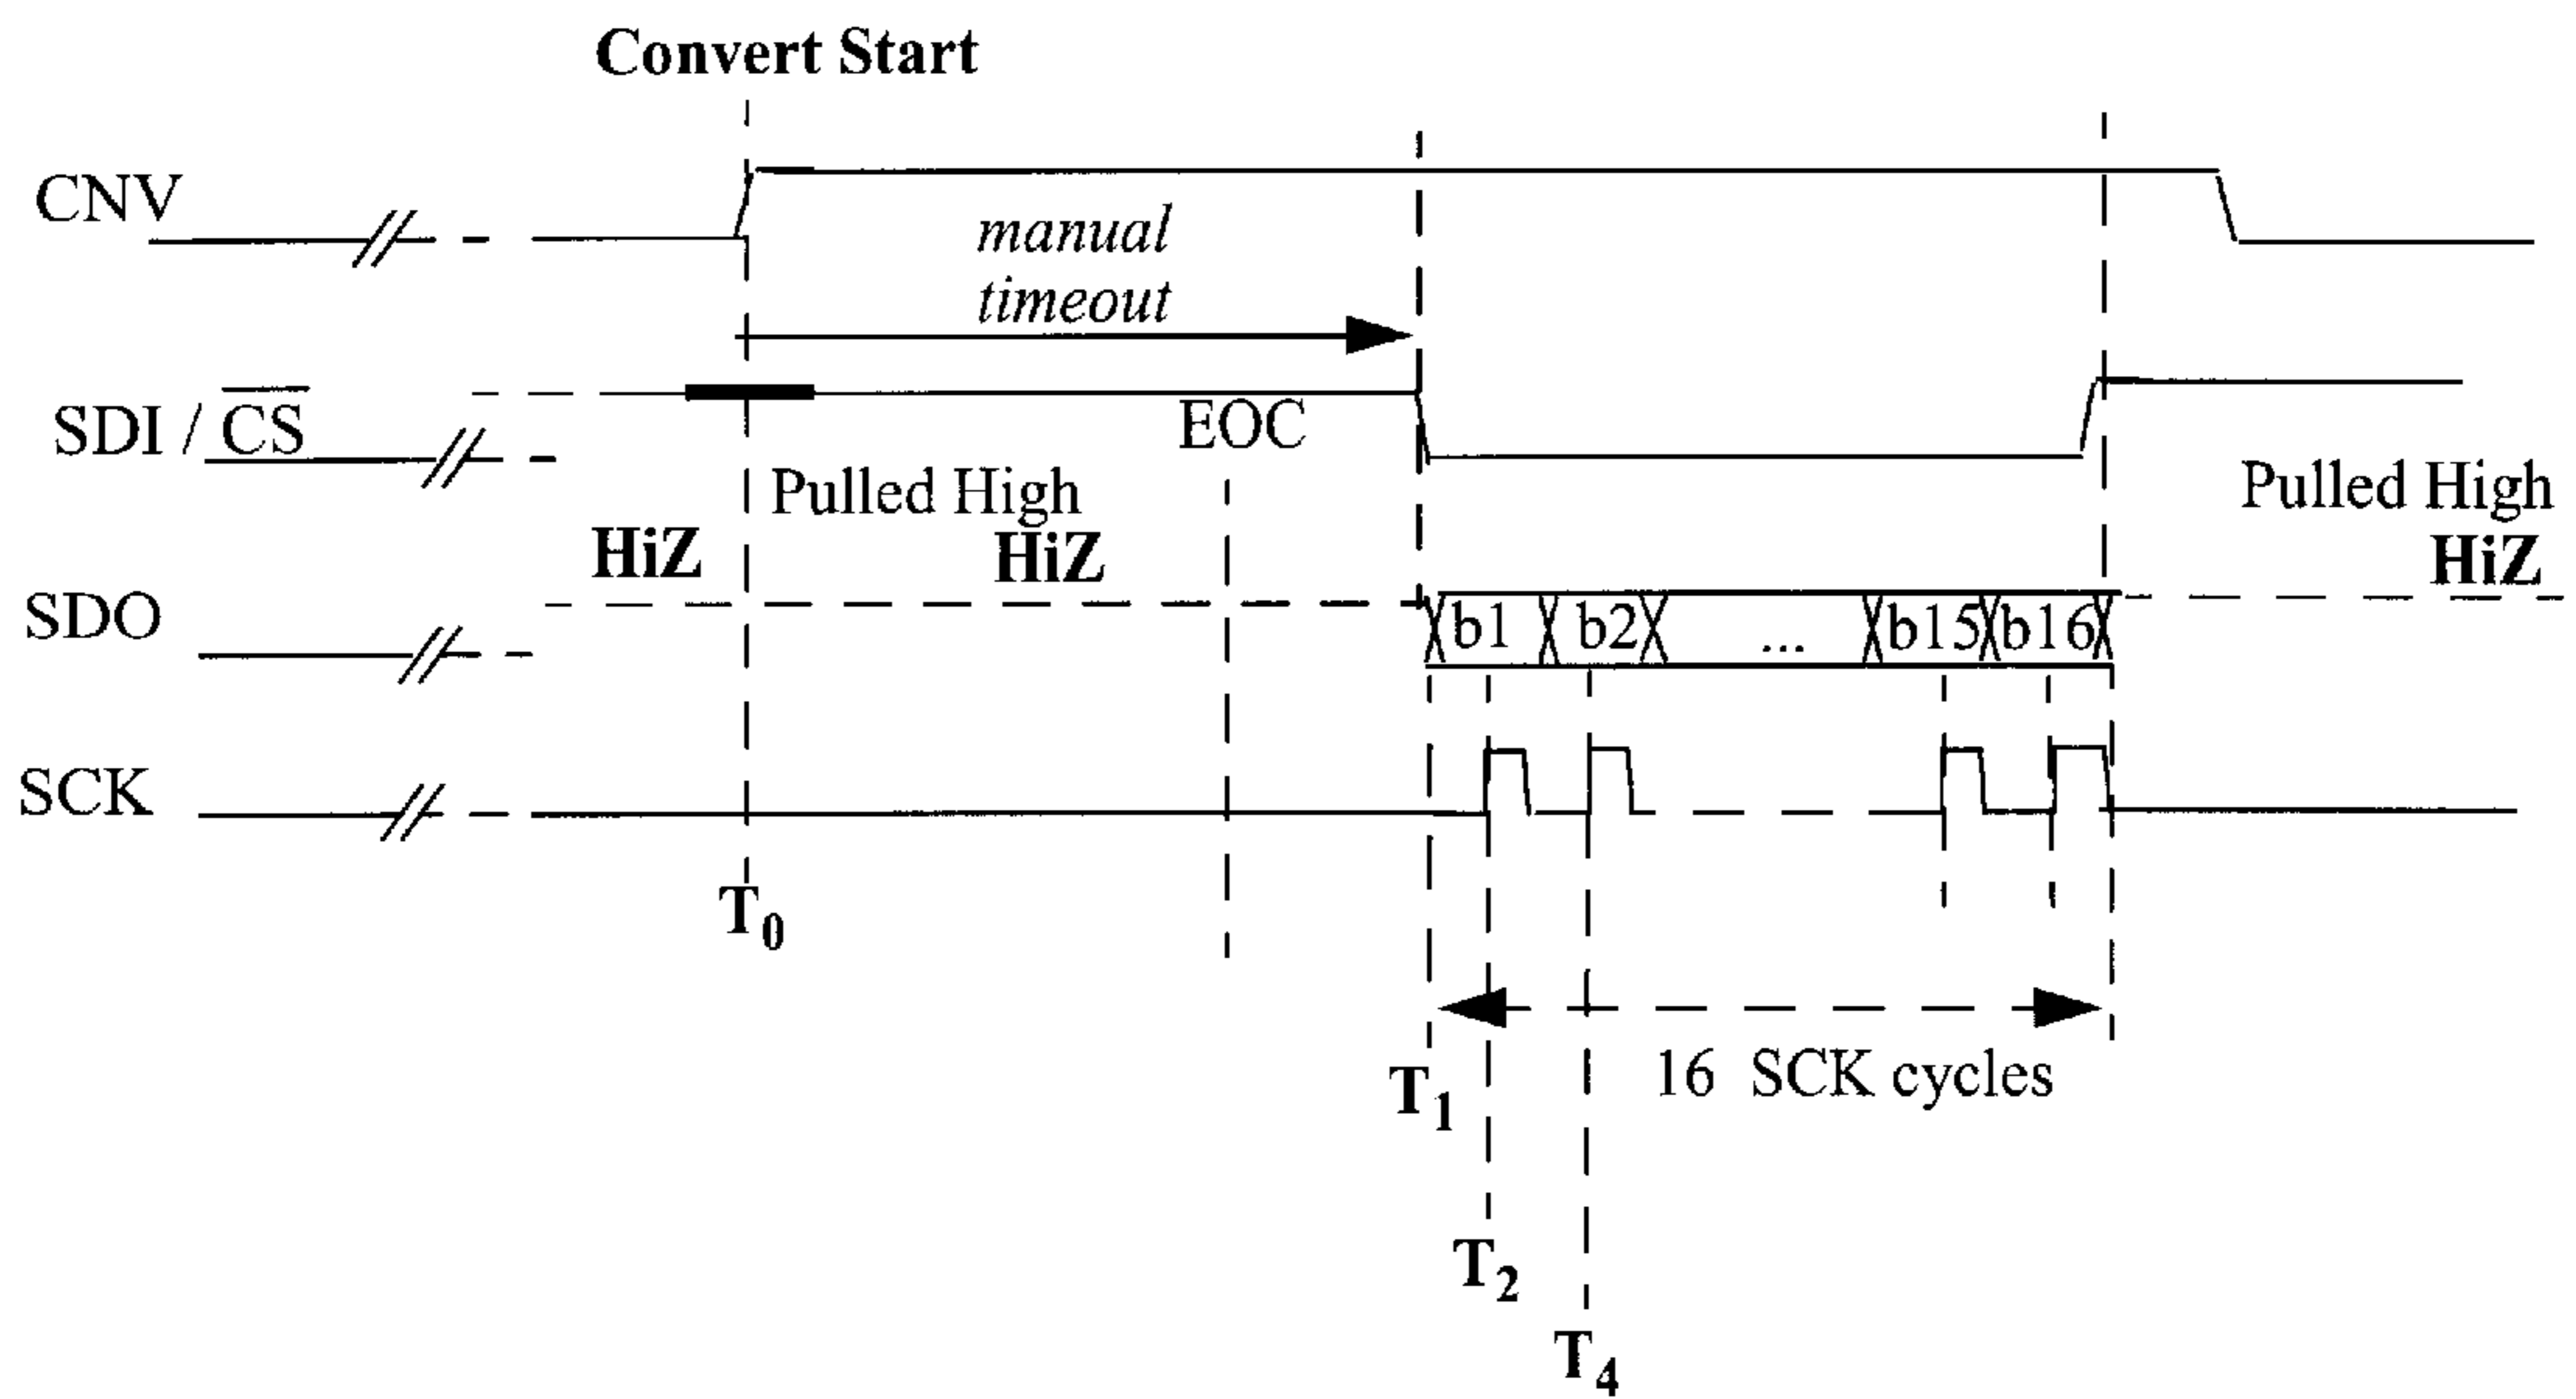 Convert Start
CNV
manual
timeout
SDI / C̅S̅
EOC
Pulled High
Pulled High
HiZ
HiZ
HiZ
SDO
b1 b2 ... b15 b16
SCK
T0
16 SCK cycles
T1
T2
T4